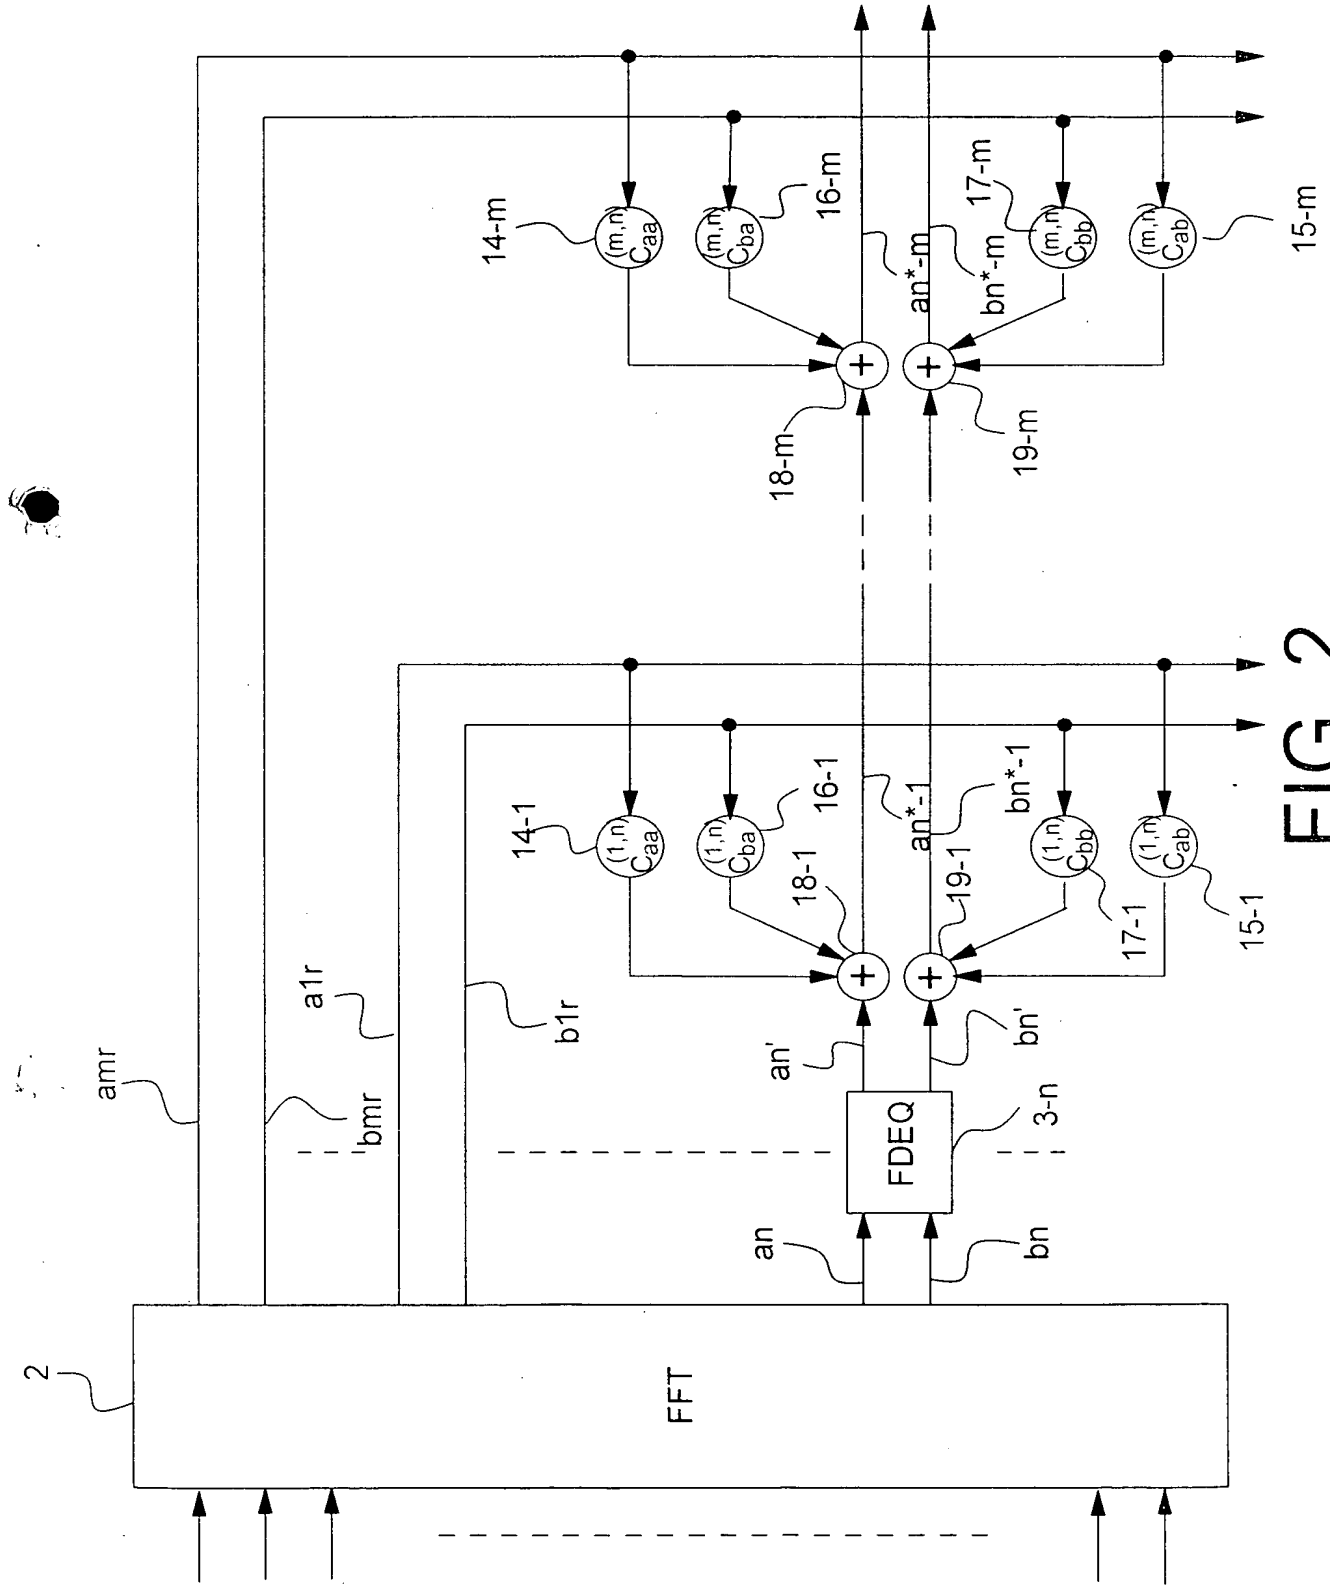 2
FFT
amr
bmr
a1r
b1r
an
bn
FDEQ
3-n
an'
bn'
18-1
19-1
14-1
Caa(1,n)
16-1
Cba(1,n)
17-1
Cbb(1,n)
15-1
Cab(1,n)
an*-1
bn*-1
18-m
19-m
14-m
Caa(m,n)
16-m
Cba(m,n)
17-m
Cbb(m,n)
15-m
Cab(m,n)
an*-m
bn*-m
FIG 2